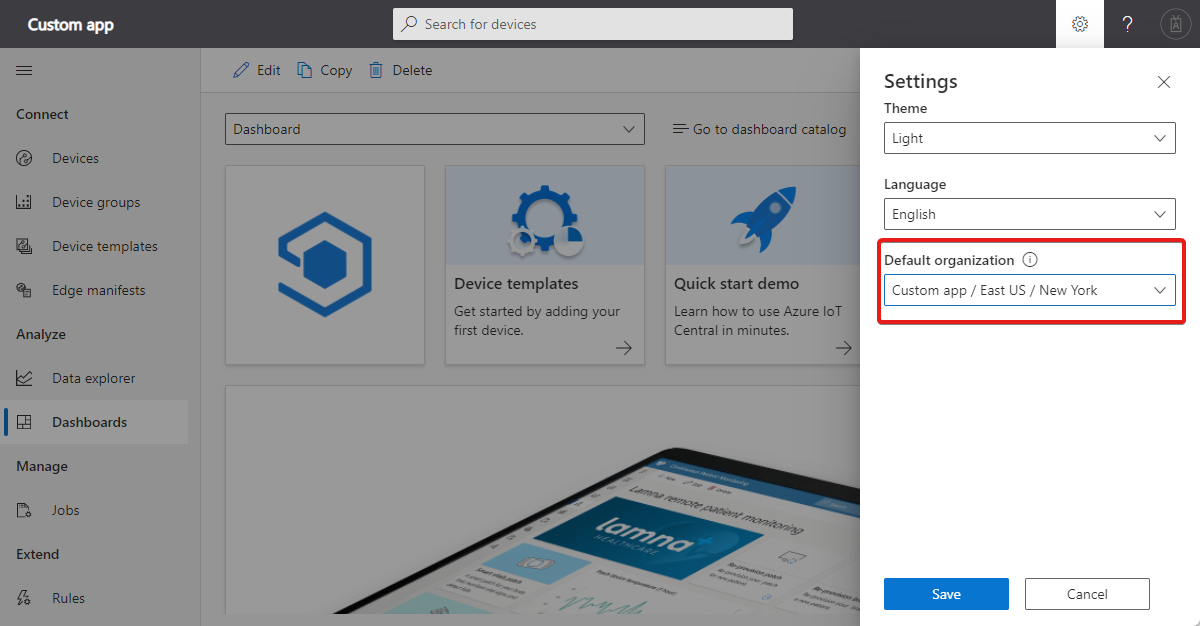 Custom app
Search for devices
?
Edit
Copy
Delete
Connect
Devices
Device groups
Device templates
Edge manifests
Analyze
Data explorer
Dashboards
Manage
Jobs
Extend
Rules
Dashboard
Go to dashboard catalog
Device templates
Get started by adding your
first device.
Quick start demo
Learn how to use Azure IoT
Central in minutes.
Lamna remote patient monitoring
lamna
HEALTHCARE
Settings
Theme
Light
Language
English
Default organization
Custom app / East US / New York
Save
Cancel